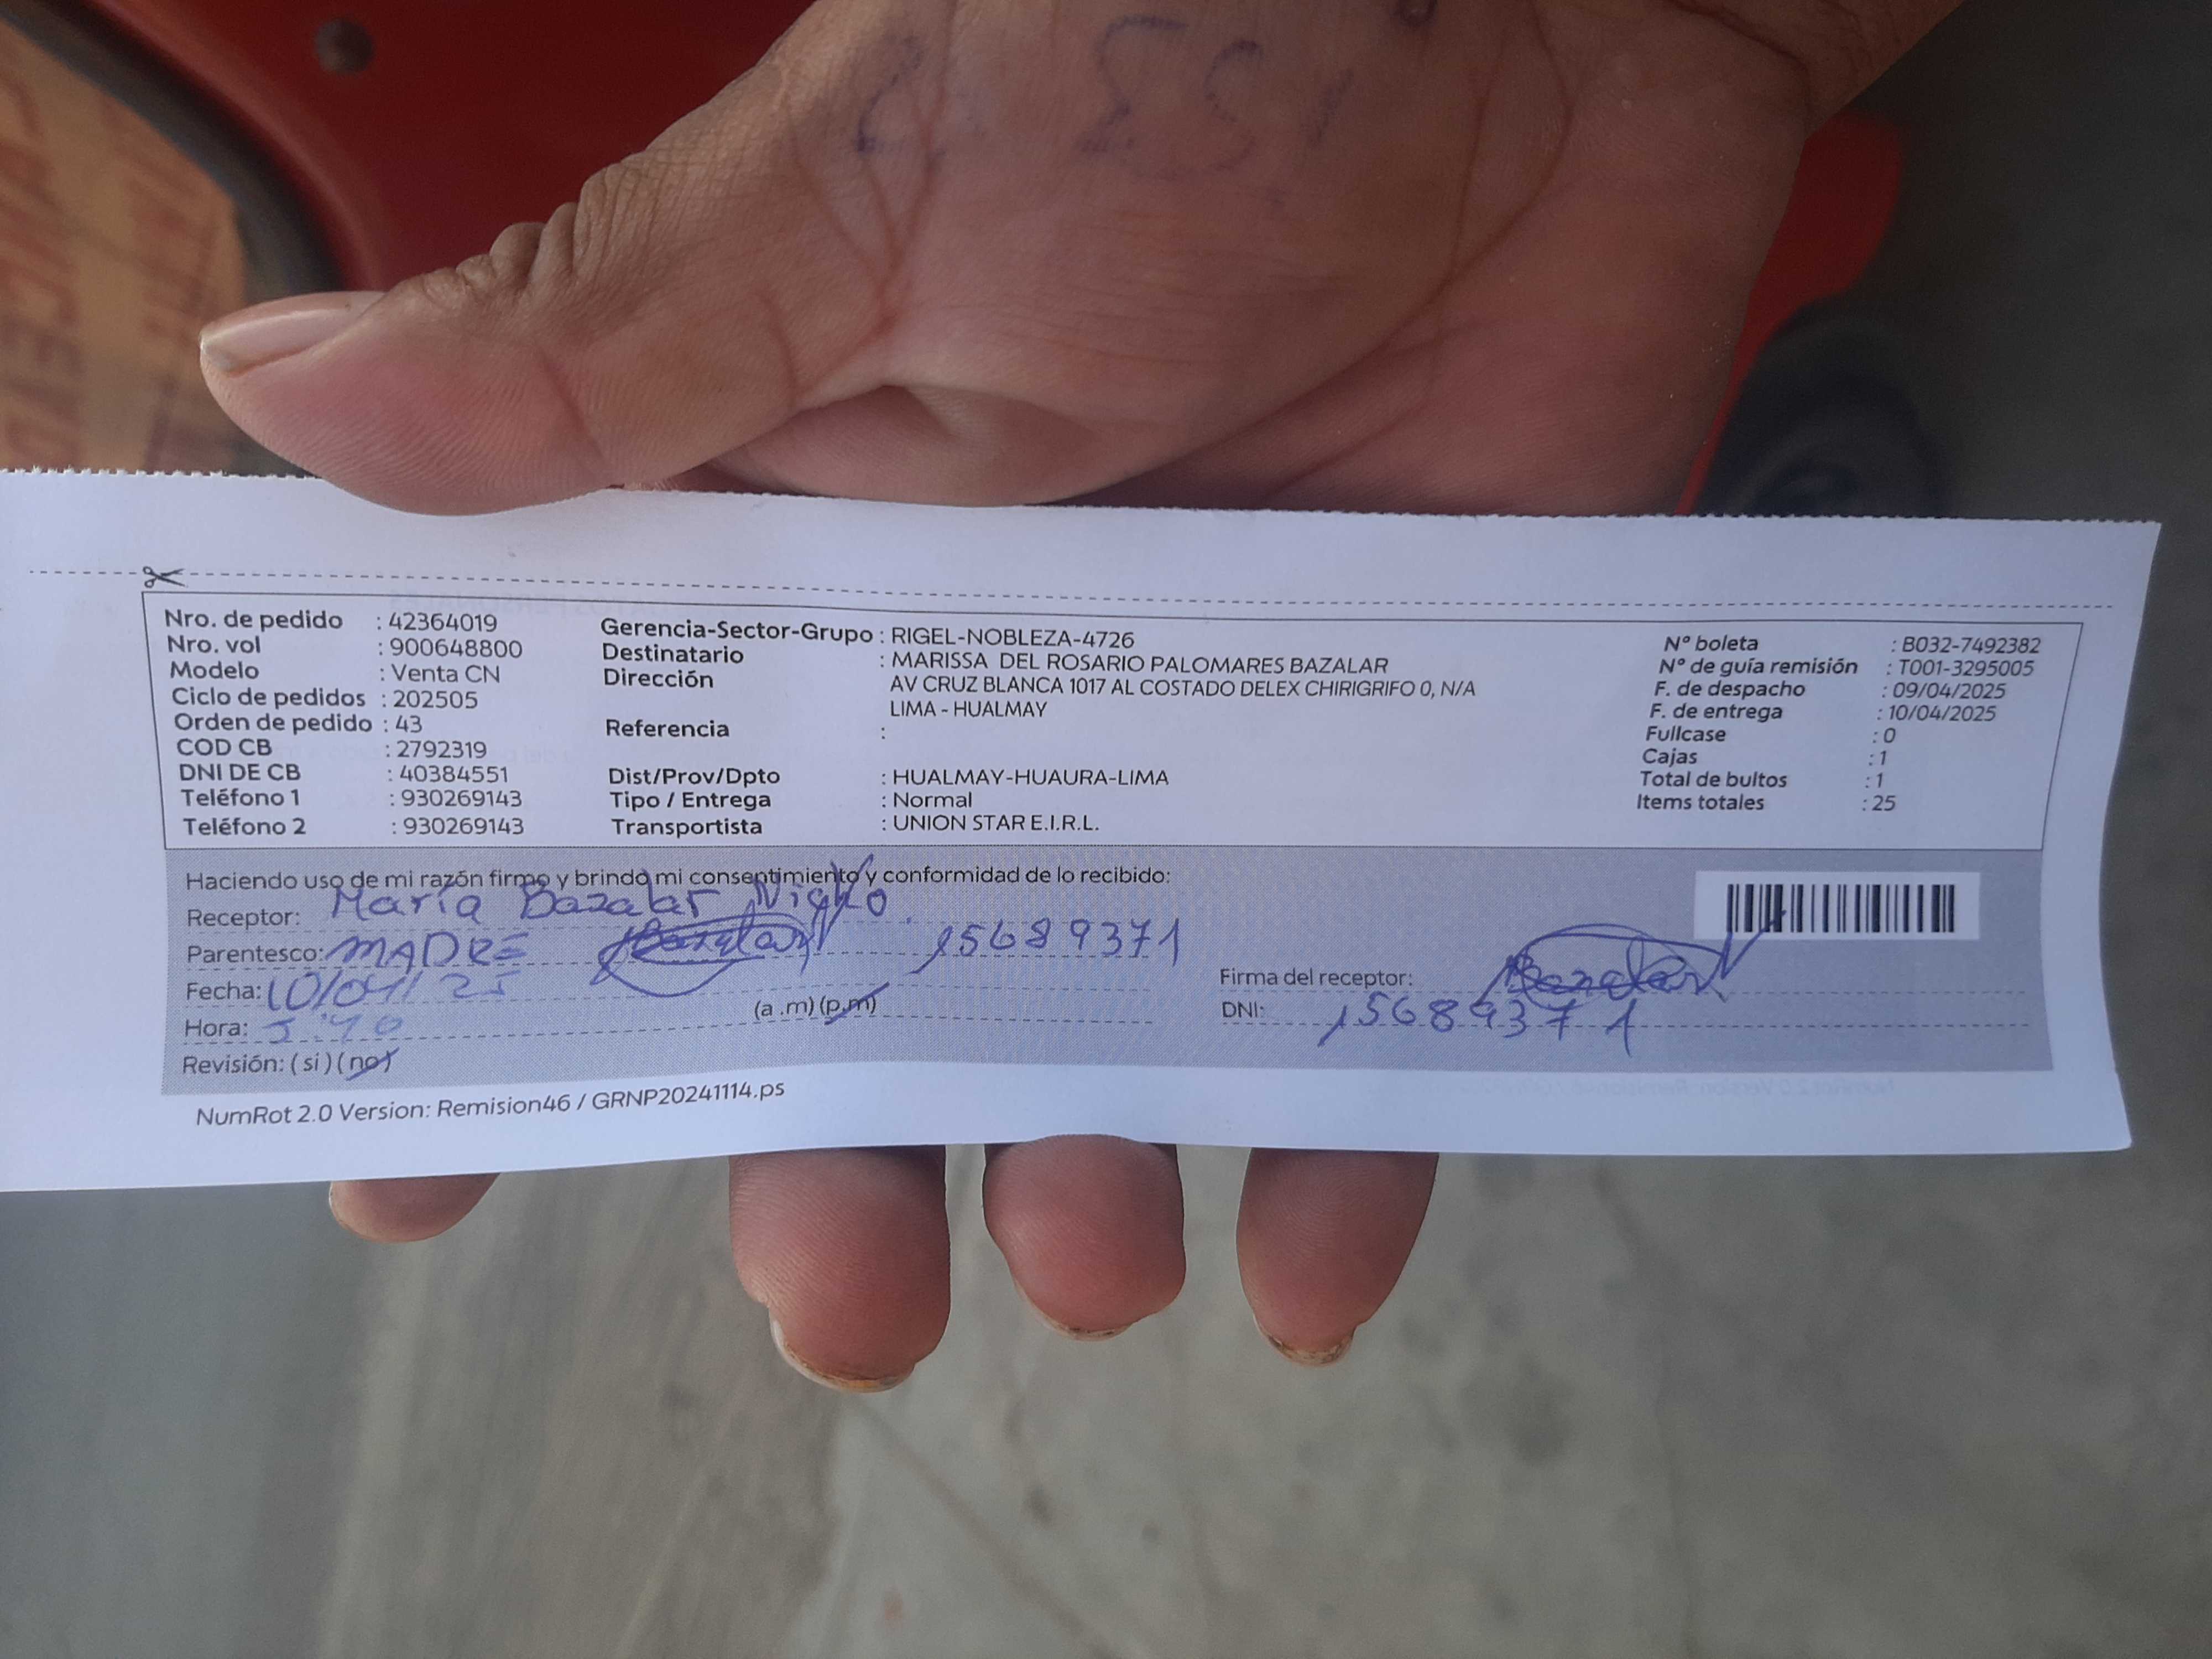 Nro. de pedido : 42364019
Nro. vol : 900648800
Modelo : Venta CN
Ciclo de pedidos : 202505
Orden de pedido : 43
COD CB : 2792319
DNI DE CB : 40384551
Teléfono 1 : 930269143
Teléfono 2 : 930269143
Gerencia-Sector-Grupo : RIGEL-NOBLEZA-4726
Destinatario : MARISSA DEL ROSARIO PALOMARES BAZALAR
Dirección AV CRUZ BLANCA 1017 AL COSTADO DELEX CHIRIGRIFO 0, N/A
LIMA - HUALMAY
Referencia :
Dist/Prov/Dpto : HUALMAY-HUAURA-LIMA
Tipo / Entrega : Normal
Transportista : UNION STAR E.I.R.L.
Nº boleta : B032-7492382
Nº de guía remisión : T001-3295005
F. de despacho : 09/04/2025
F. de entrega : 10/04/2025
Fullcase : 0
Cajas : 1
Total de bultos : 1
Items totales : 25
Haciendo uso de mi razón firmo y brindo mi consentimiento y conformidad de lo recibido:
Receptor: María Bazalar
Parentesco: MADRE Bazalar 15689371
Fecha: 10/04/25
Hora: (a .m) (p.m)
Revisión: ( si ) ( no )
Firma del receptor: Bazalar
DNI: 15689371
NumRot 2.0 Version: Remision46 / GRNP20241114.ps